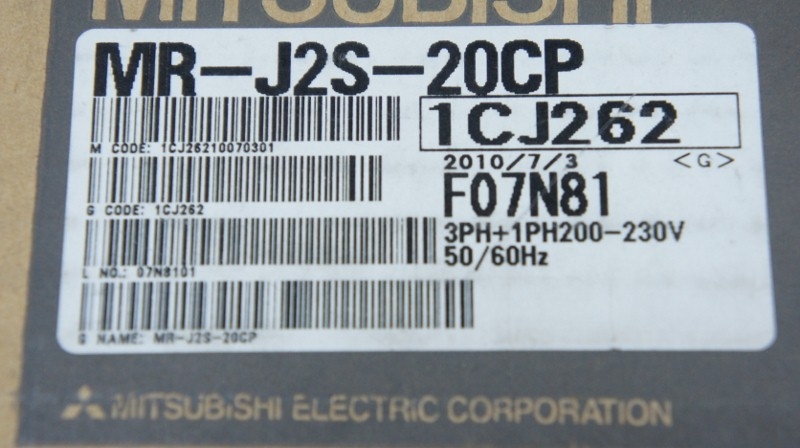 MITSUBISHI
MR-J2S-20CP
1CJ262
M CODE: 1CJ26210070301
2010/7/3 <G>
F07N81
G CODE: 1CJ262
3PH+1PH200-230V
50/60Hz
L NO.: 07N8101
G NAME: MR-J2S-20CP
MITSUBISHI ELECTRIC CORPORATION